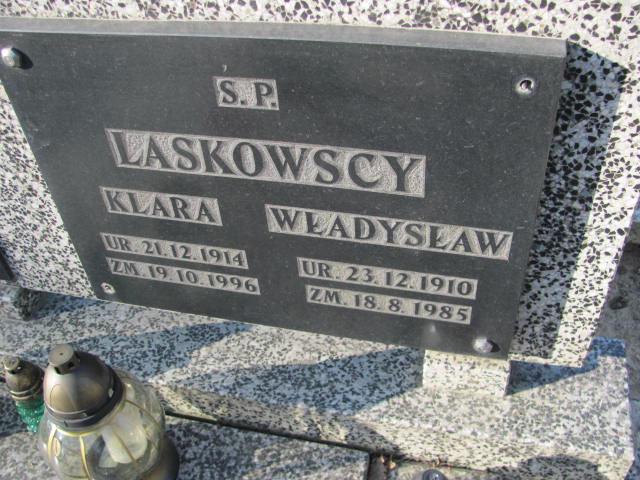 S. P.
LASKOWSCY
KLARA
UR. 21. 12. 1914
ZM. 19. 10. 1996
WŁADYSŁAW
UR. 23. 12. 1910
ZM. 18. 8. 1985